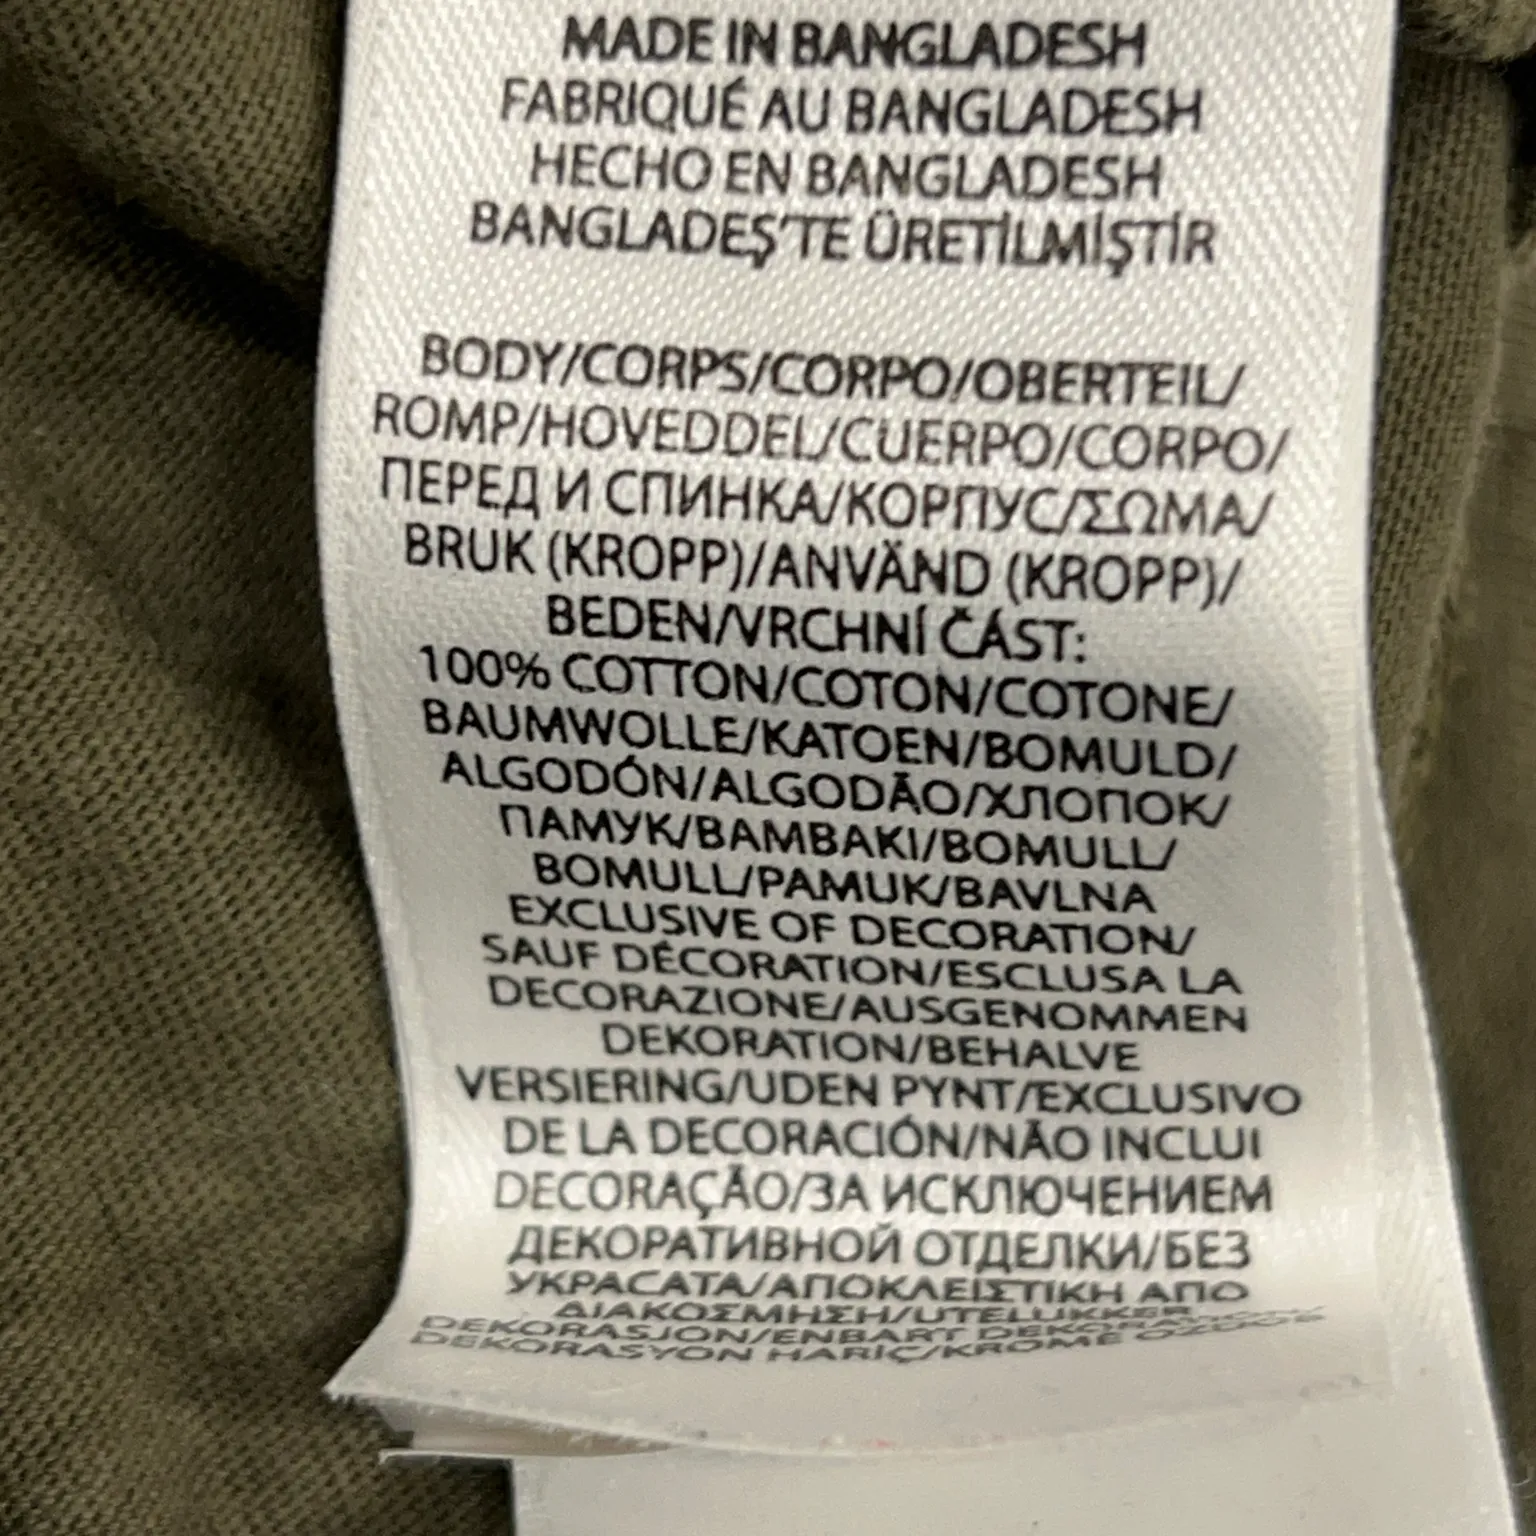 MADE IN BANGLADESH
FABRIQUÉ AU BANGLADESH
HECHO EN BANGLADESH
BANGLADEŞ'TE ÜRETİLMİŞTİR
BODY/CORPS/CORPO/OBERTEIL/
ROMP/HOVEDDEL/CUERPO/CORPO/
ПЕРЕД И СПИНКА/КОРПУС/ΣΩΜΑ/
BRUK (KROPP)/ANVÄND (KROPP)/
BEDEN/VRCHNÍ ČÁST:
100% COTTON/COTON/COTONE/
BAUMWOLLE/KATOEN/BOMULD/
ALGODÓN/ALGODÃO/ХЛОПОК/
ПАМУК/ΒΑΜΒΑΚΙ/BOMULL/
BOMULL/PAMUK/BAVLNA
EXCLUSIVE OF DECORATION/
SAUF DÉCORATION/ESCLUSA LA
DECORAZIONE/AUSGENOMMEN
DEKORATION/BEHALVE
VERSIERING/UDEN PYNT/EXCLUSIVO
DE LA DECORACIÓN/NÃO INCLUI
DECORAÇÃO/ЗА ИСКЛЮЧЕНИЕМ
ДЕКОРАТИВНОЙ ОТДЕЛКИ/БЕЗ
УКРАСАТА/ΑΠΟΚΛΕΙΣΤΙΚΗ ΑΠΟ
ΔΙΑΚΟΣΜΗΣΗ/UTELUKKER
DEKORASJON/ENBART DEKORATION/
DEKORASYON HARİÇ/KROMĚ OZDOB